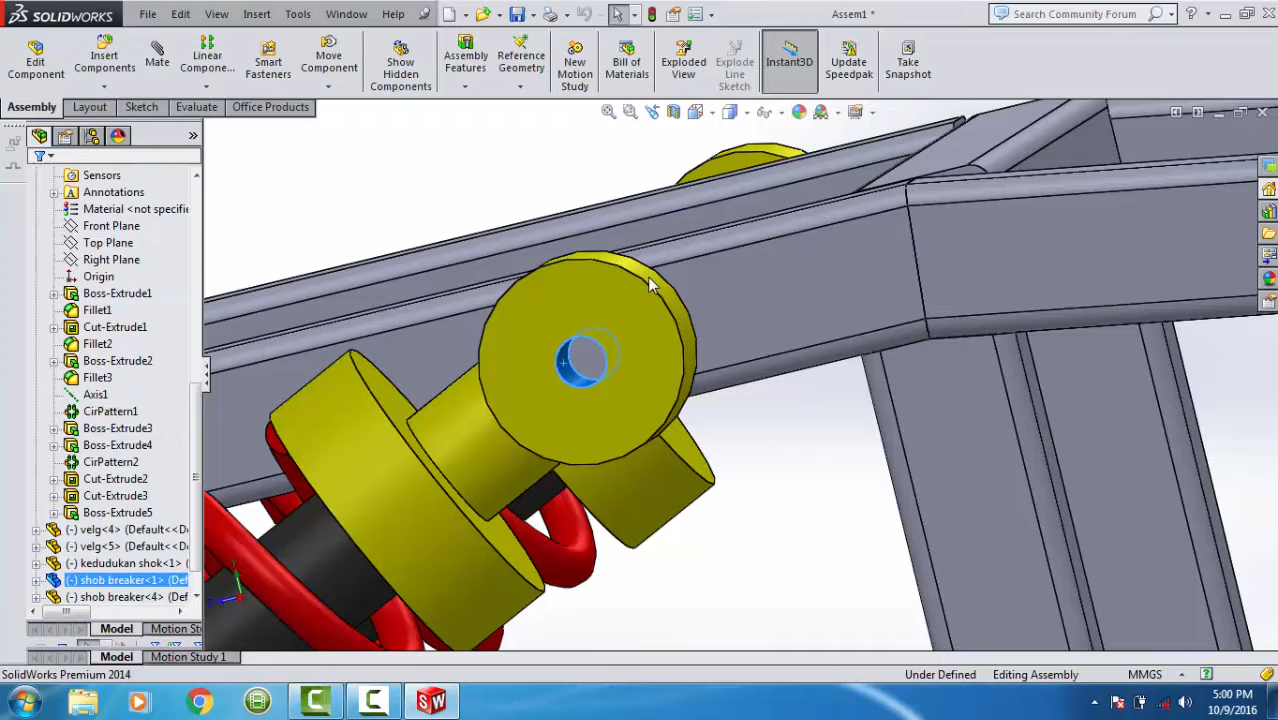 SOLIDWORKS
File Edit View Insert Tools Window Help
Assem1 *
Search Community Forum
Edit Component
Insert Components
Mate
Linear Compone...
Smart Fasteners
Move Component
Show Hidden Components
Assembly Features
Reference Geometry
New Motion Study
Bill of Materials
Exploded View
Explode Line Sketch
Instant3D
Update Speedpak
Take Snapshot
Assembly Layout Sketch Evaluate Office Products
Sensors
Annotations
Material <not specifi
Front Plane
Top Plane
Right Plane
Origin
Boss-Extrude1
Fillet1
Cut-Extrude1
Fillet2
Boss-Extrude2
Fillet3
Axis1
CirPattern1
Boss-Extrude3
Boss-Extrude4
CirPattern2
Cut-Extrude2
Cut-Extrude3
Boss-Extrude5
(-) velg<4> (Default<<D
(-) velg<5> (Default<<D
(-) kedudukan shok<1> (
(-) shob breaker<1> (Def
(-) shob breaker<4> (Def
Model Motion St
Model Motion Study 1
SolidWorks Premium 2014
Under Defined Editing Assembly MMGS
5:00 PM
10/9/2016